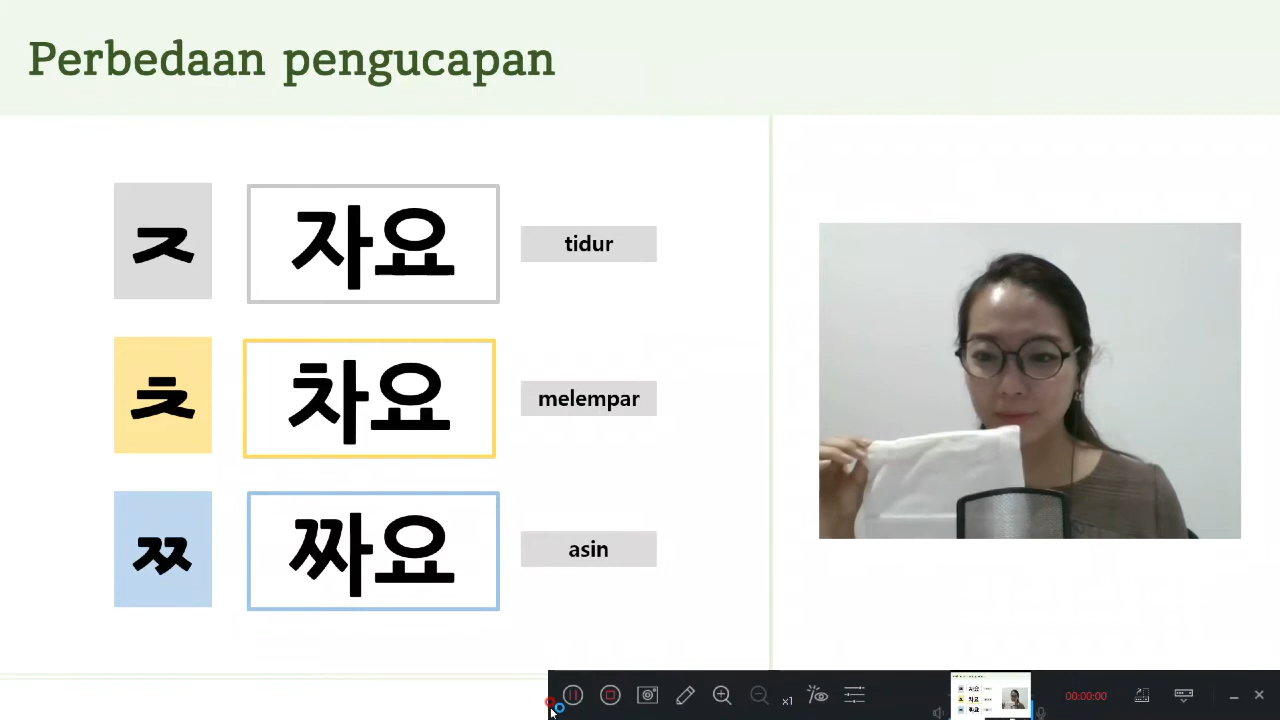 Perbedaan pengucapan
ㅈ 자요 tidur
ㅊ 차요 melempar
ㅉ 짜요 asin
x1 00:00:00